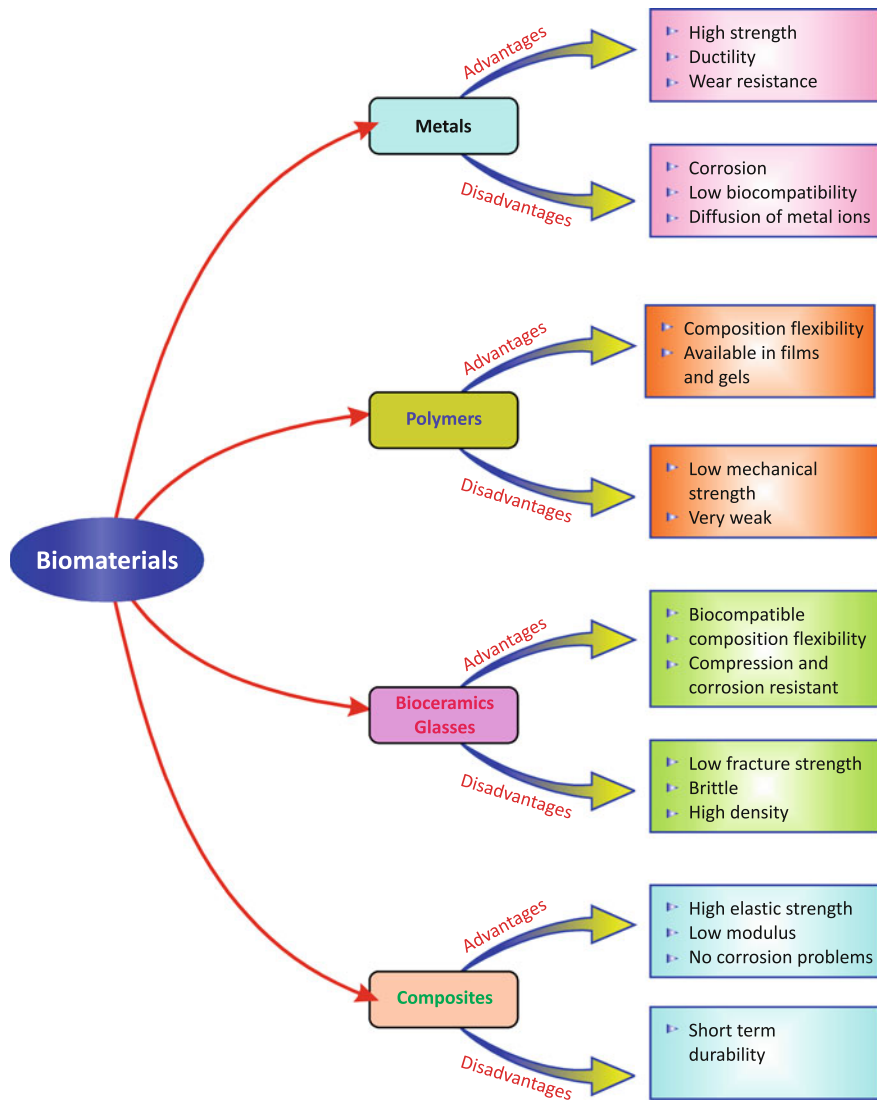 Advantages
High strength
Ductility
Wear resistance
Metals
Disadvantages
Corrosion
Low biocompatibility
Diffusion of metal ions
Advantages
Composition flexibility
Available in films
and gels
Polymers
Disadvantages
Low mechanical
strength
Very weak
Biomaterials
Advantages
Biocompatible
composition flexibility
Compression and
corrosion resistant
Bioceramics
Glasses
Disadvantages
Low fracture strength
Brittle
High density
Advantages
High elastic strength
Low modulus
No corrosion problems
Composites
Disadvantages
Short term
durability